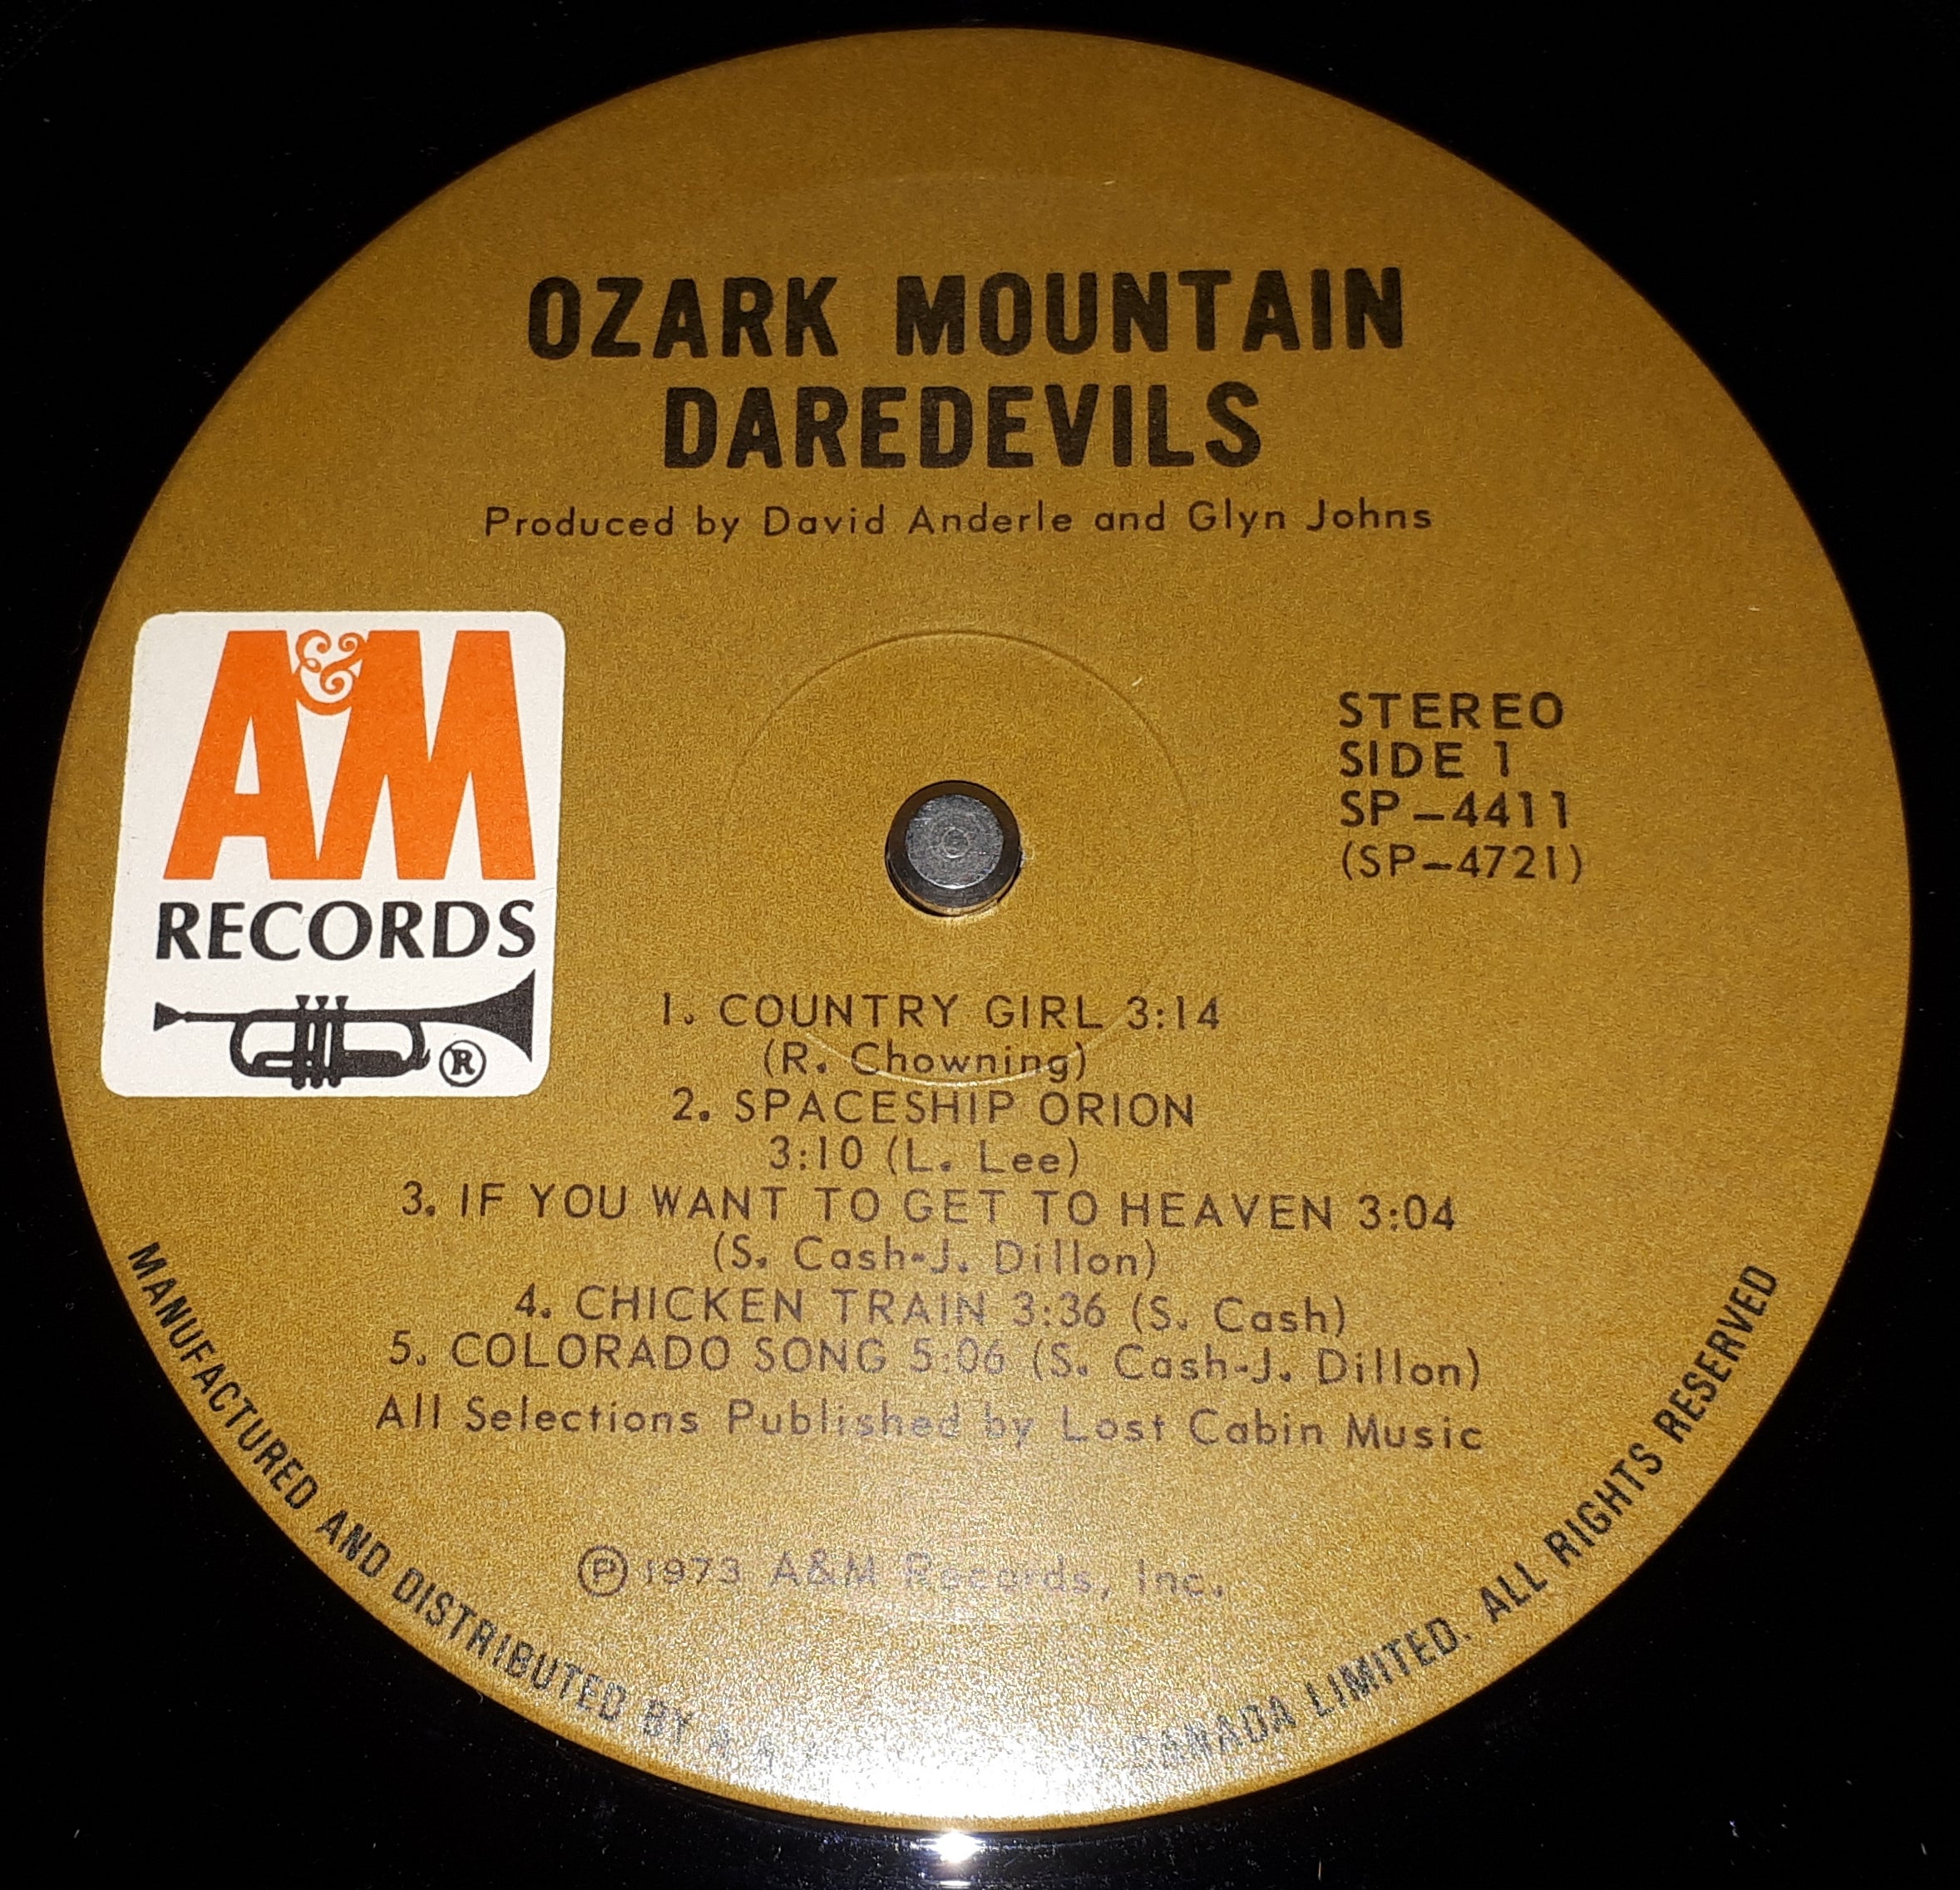 OZARK MOUNTAIN
DAREDEVILS
Produced by David Anderle and Glyn Johns
A&M
RECORDS
®
STEREO
SIDE 1
SP-4411
(SP-4721)
1. COUNTRY GIRL 3:14
(R. Chowning)
2. SPACESHIP ORION
3:10 (L. Lee)
3. IF YOU WANT TO GET TO HEAVEN 3:04
(S. Cash-J. Dillon)
4. CHICKEN TRAIN 3:36 (S. Cash)
5. COLORADO SONG 5:06 (S. Cash-J. Dillon)
All Selections Published by Lost Cabin Music
℗ 1973 A&M Records, Inc.
MANUFACTURED AND DISTRIBUTED BY CANADA LIMITED. ALL RIGHTS RESERVED